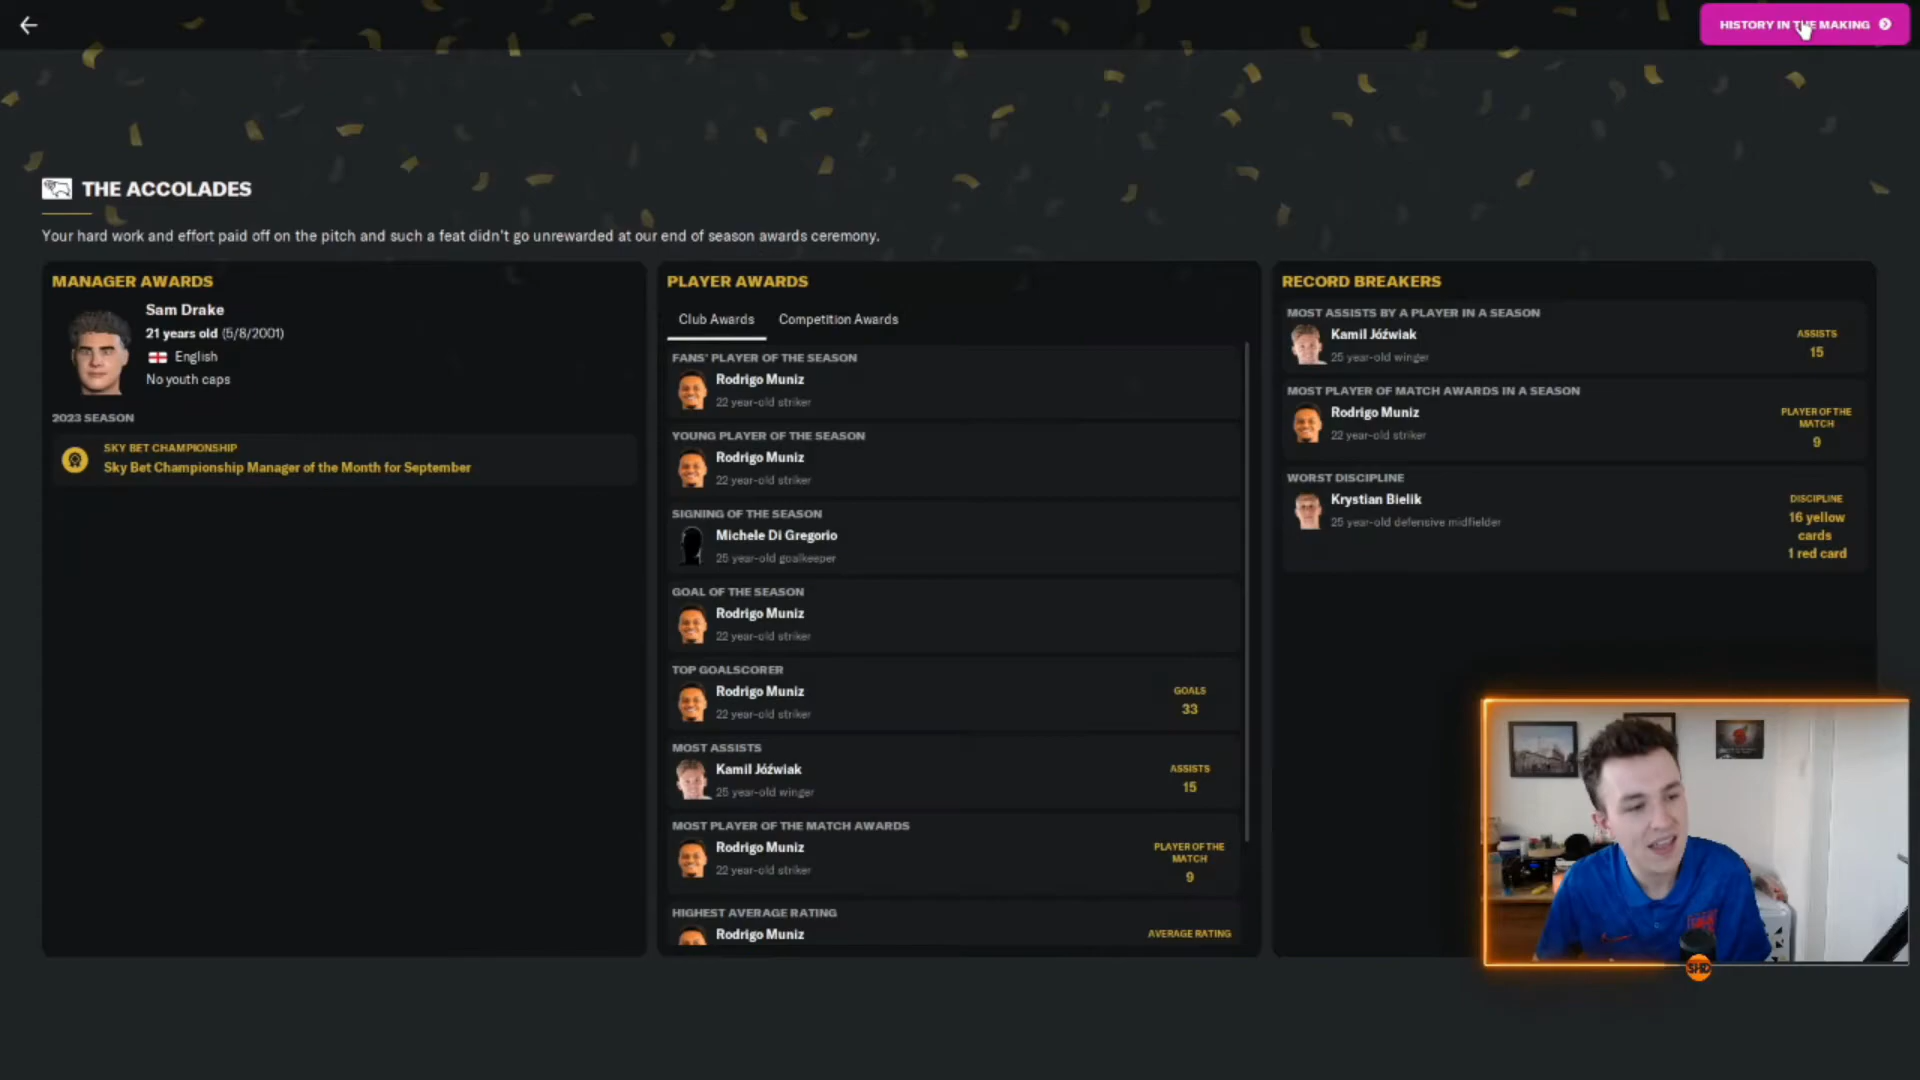 HISTORY IN THE MAKING
THE ACCOLADES
Your hard work and effort paid off on the pitch and such a feat didn't go unrewarded at our end of season awards ceremony.
MANAGER AWARDS
Sam Drake
21 years old (5/8/2001)
English
No youth caps
2023 SEASON
SKY BET CHAMPIONSHIP
Sky Bet Championship Manager of the Month for September
PLAYER AWARDS
Club Awards Competition Awards
FANS' PLAYER OF THE SEASON
Rodrigo Muniz
22 year-old striker
YOUNG PLAYER OF THE SEASON
Rodrigo Muniz
22 year-old striker
SIGNING OF THE SEASON
Michele Di Gregorio
25 year-old goalkeeper
GOAL OF THE SEASON
Rodrigo Muniz
22 year-old striker
TOP GOALSCORER
Rodrigo Muniz
22 year-old striker
GOALS
33
MOST ASSISTS
Kamil Jóźwiak
25 year-old winger
ASSISTS
15
MOST PLAYER OF THE MATCH AWARDS
Rodrigo Muniz
22 year-old striker
PLAYER OF THE
MATCH
9
HIGHEST AVERAGE RATING
Rodrigo Muniz
AVERAGE RATING
RECORD BREAKERS
MOST ASSISTS BY A PLAYER IN A SEASON
Kamil Jóźwiak
25 year-old winger
ASSISTS
15
MOST PLAYER OF MATCH AWARDS IN A SEASON
Rodrigo Muniz
22 year-old striker
PLAYER OF THE
MATCH
9
WORST DISCIPLINE
Krystian Bielik
25 year-old defensive midfielder
DISCIPLINE
16 yellow
cards
1 red card
SHD